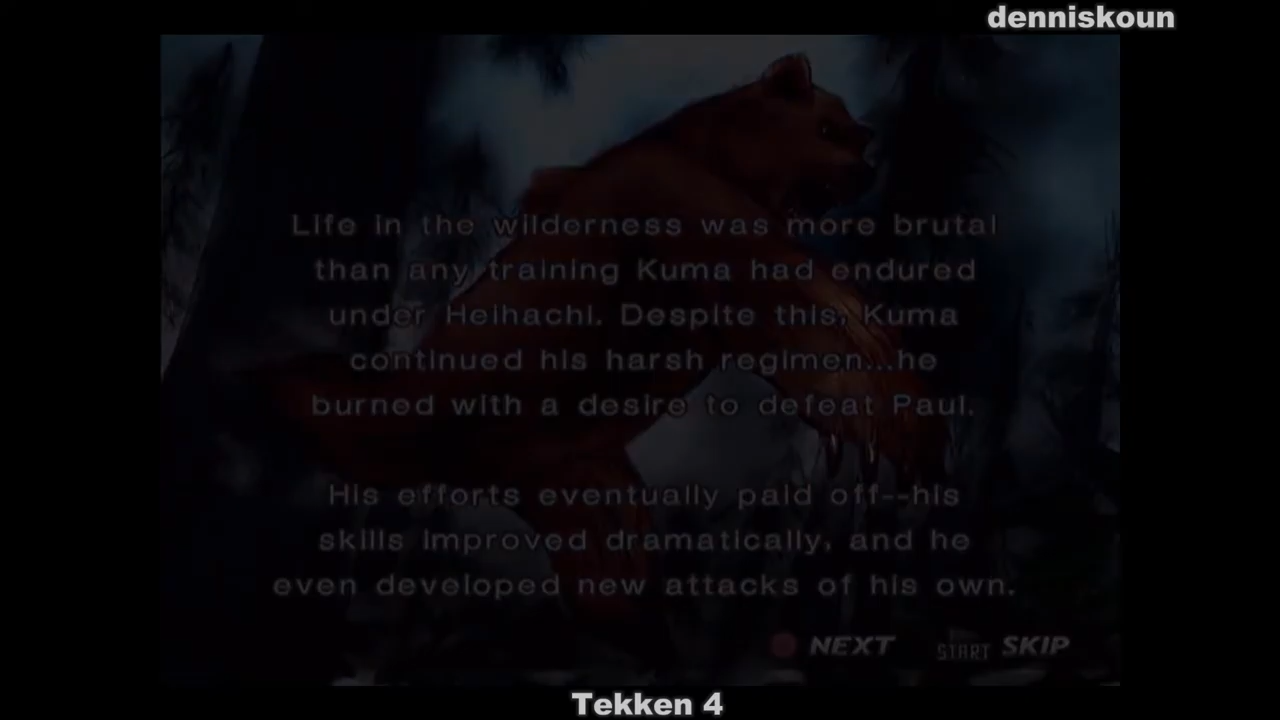 denniskoun
Life in the wilderness was more brutal
than any training Kuma had endured
under Heihachi. Despite this, Kuma
continued his harsh regimen...he
burned with a desire to defeat Paul.
His efforts eventually paid off--his
skills improved dramatically, and he
even developed new attacks of his own.
NEXT START SKIP
Tekken 4